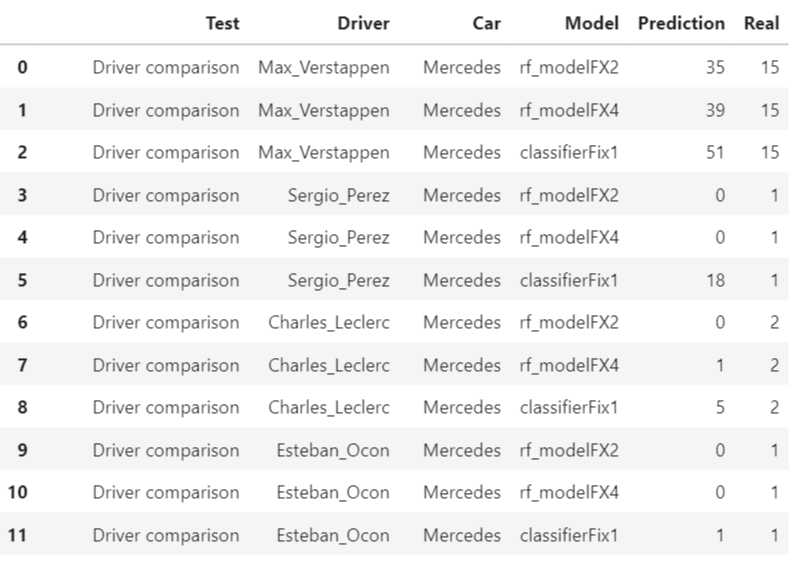 Test Driver Car Model Prediction Real
0 Driver comparison Max_Verstappen Mercedes rf_modelFX2 35 15
1 Driver comparison Max_Verstappen Mercedes rf_modelFX4 39 15
2 Driver comparison Max_Verstappen Mercedes classifierFix1 51 15
3 Driver comparison Sergio_Perez Mercedes rf_modelFX2 0 1
4 Driver comparison Sergio_Perez Mercedes rf_modelFX4 0 1
5 Driver comparison Sergio_Perez Mercedes classifierFix1 18 1
6 Driver comparison Charles_Leclerc Mercedes rf_modelFX2 0 2
7 Driver comparison Charles_Leclerc Mercedes rf_modelFX4 1 2
8 Driver comparison Charles_Leclerc Mercedes classifierFix1 5 2
9 Driver comparison Esteban_Ocon Mercedes rf_modelFX2 0 1
10 Driver comparison Esteban_Ocon Mercedes rf_modelFX4 0 1
11 Driver comparison Esteban_Ocon Mercedes classifierFix1 1 1